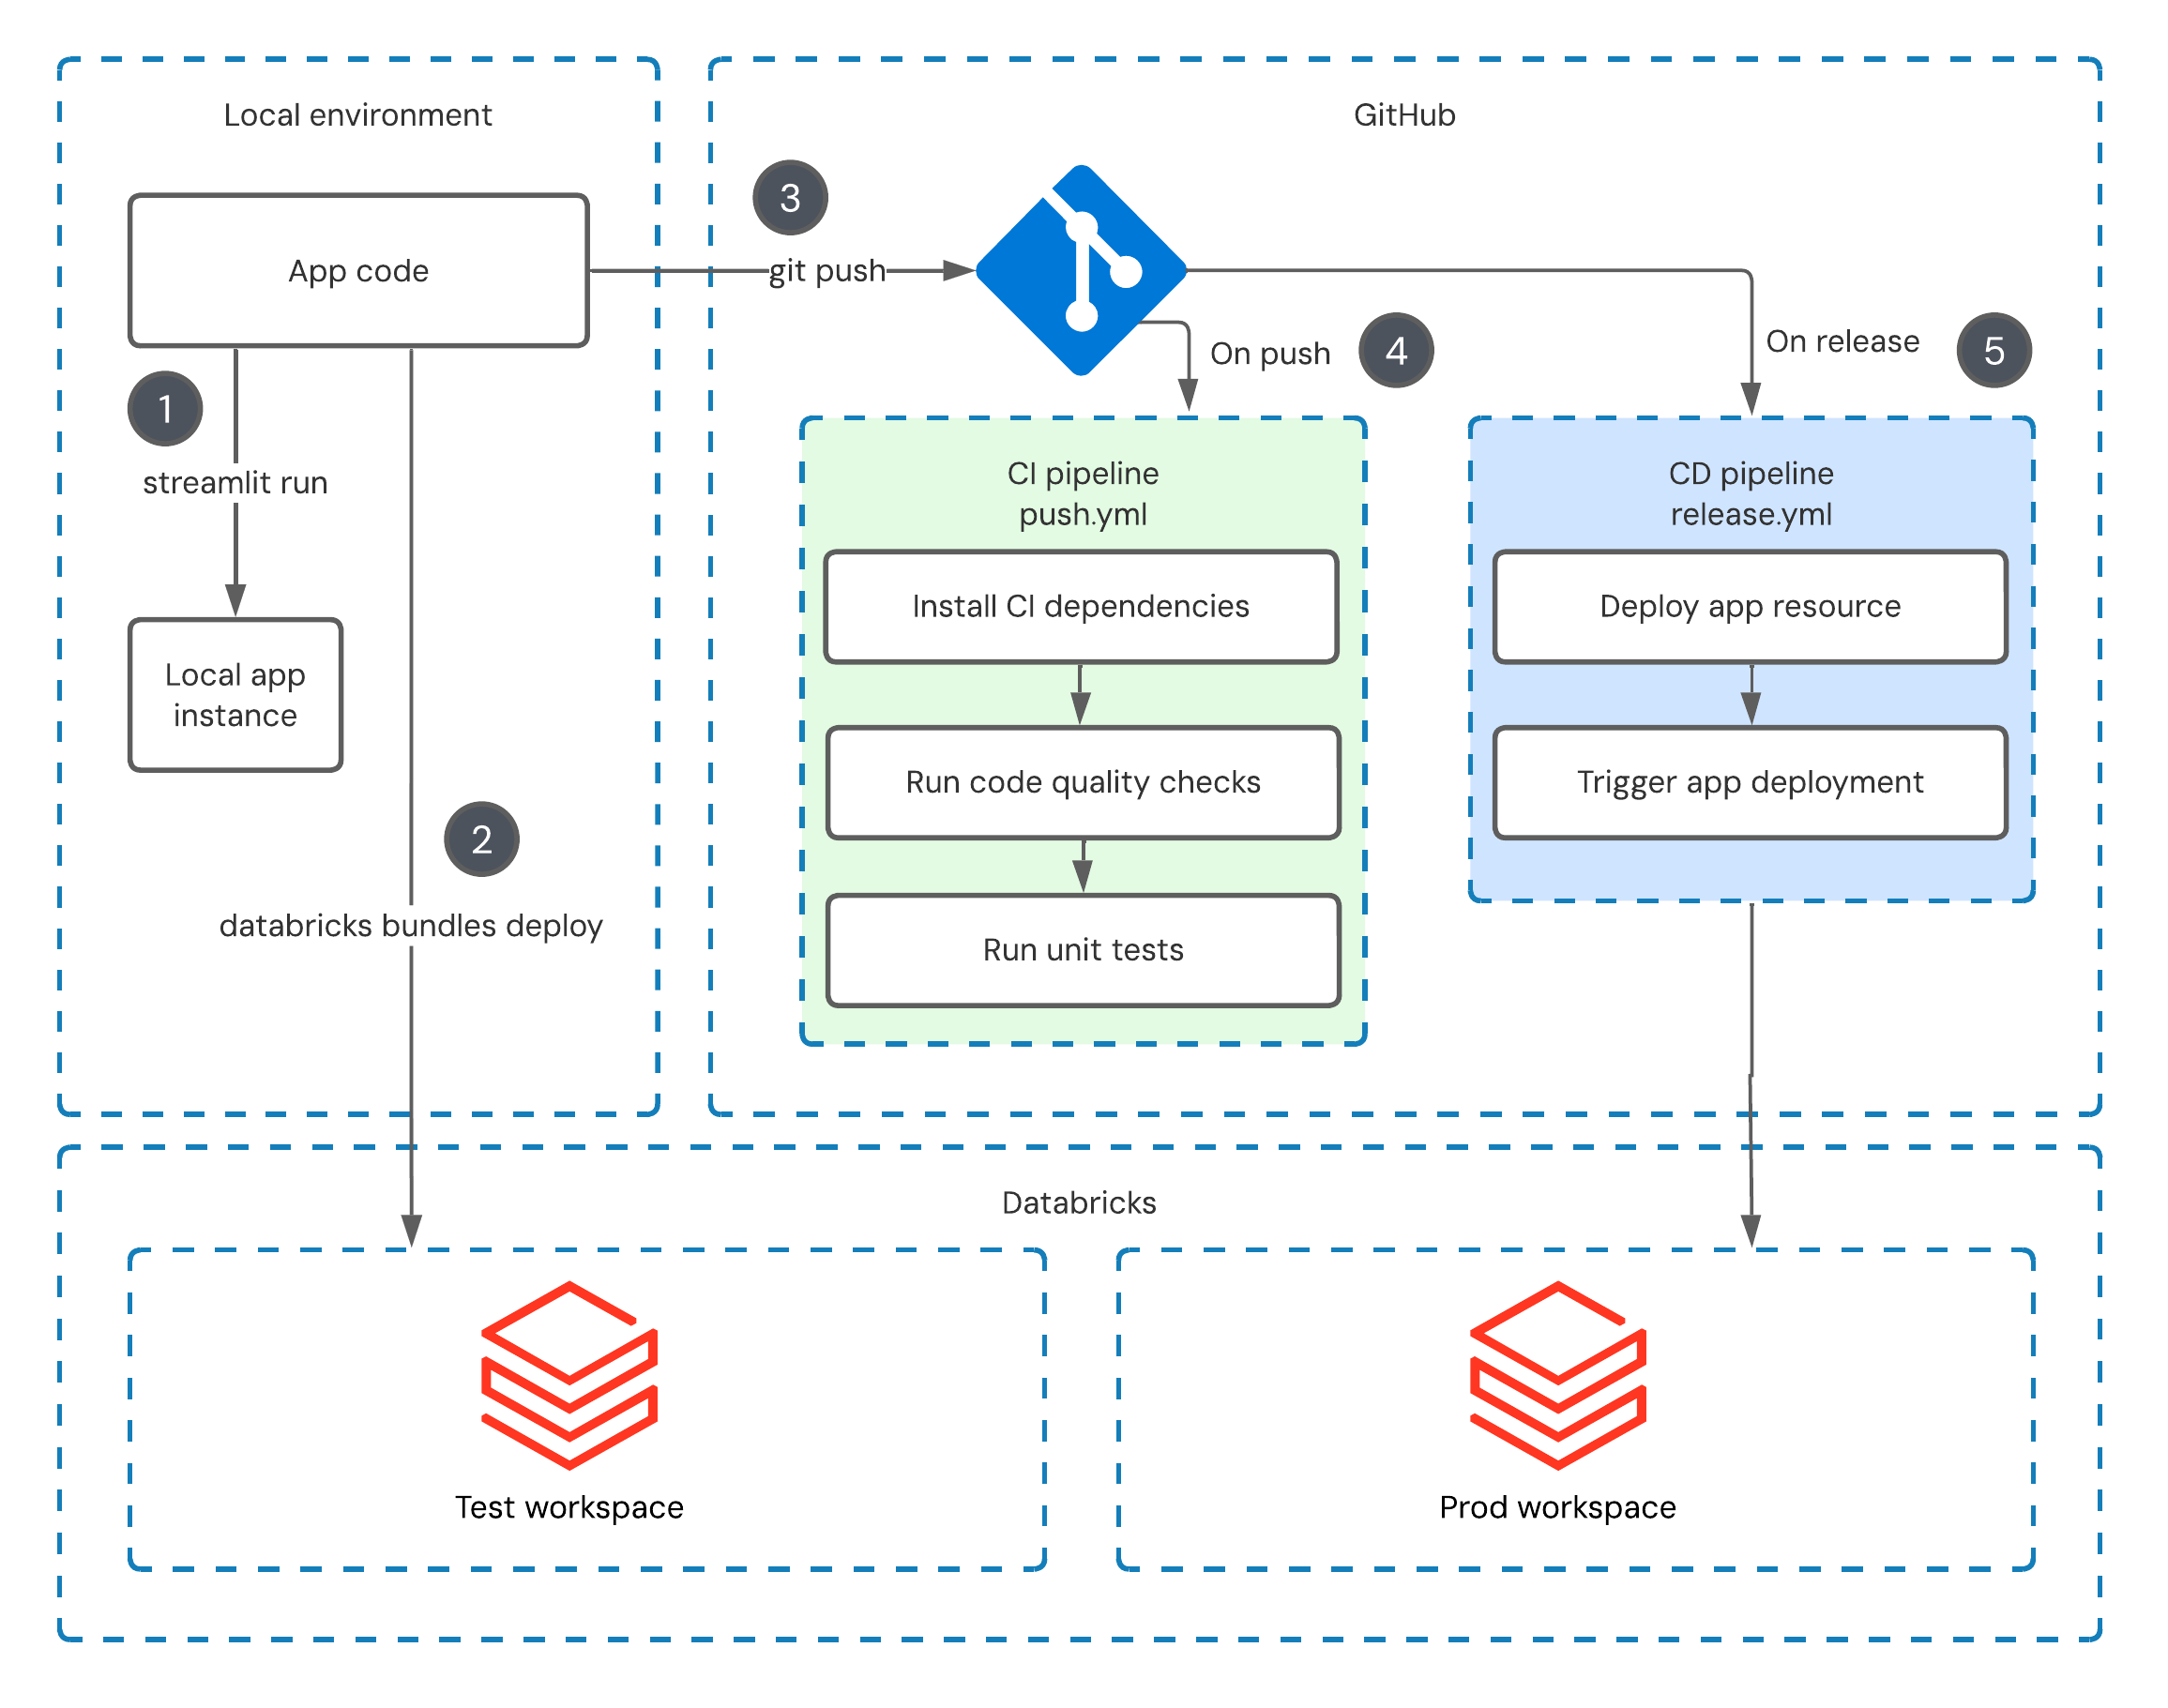 Local environment
App code
1
streamlit run
Local app
instance
2
databricks bundles deploy
GitHub
3
git push
On push
4
On release
5
CI pipeline
push.yml
Install CI dependencies
Run code quality checks
Run unit tests
CD pipeline
release.yml
Deploy app resource
Trigger app deployment
Databricks
Test workspace
Prod workspace